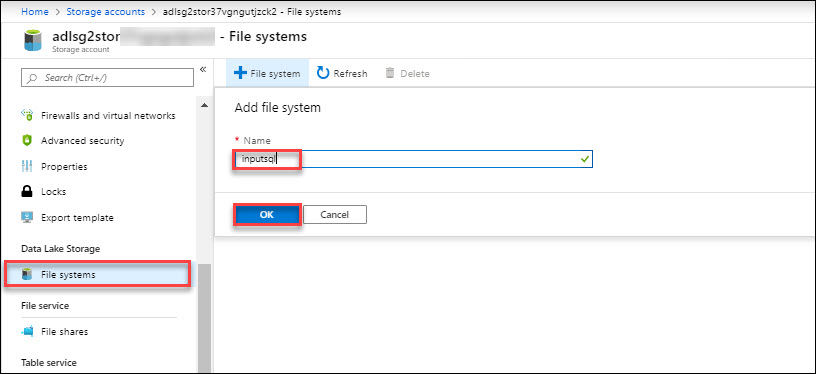 Home > Storage accounts > adlsg2stor37vgngutjzck2 - File systems
adlsg2stor - File systems
Storage account
Search (Ctrl+/)
«
+ File system Refresh Delete
Firewalls and virtual networks
Advanced security
Properties
Locks
Export template
Data Lake Storage
File systems
File service
File shares
Table service
Add file system
* Name
inputsql
OK Cancel